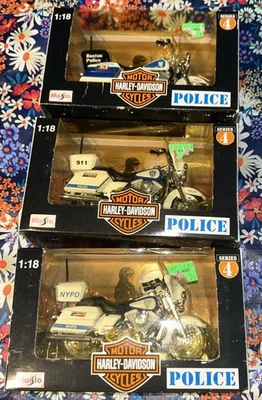 1:18
SERIES
4
Boston
Police
MOTOR
HARLEY-DAVIDSON
CYCLES
Maisto
POLICE
1:18
SERIES
4
911
MOTOR
HARLEY-DAVIDSON
CYCLES
Maisto
POLICE
1:18
SERIES
4
NYPD
MOTOR
HARLEY-DAVIDSON
CYCLES
Maisto
POLICE